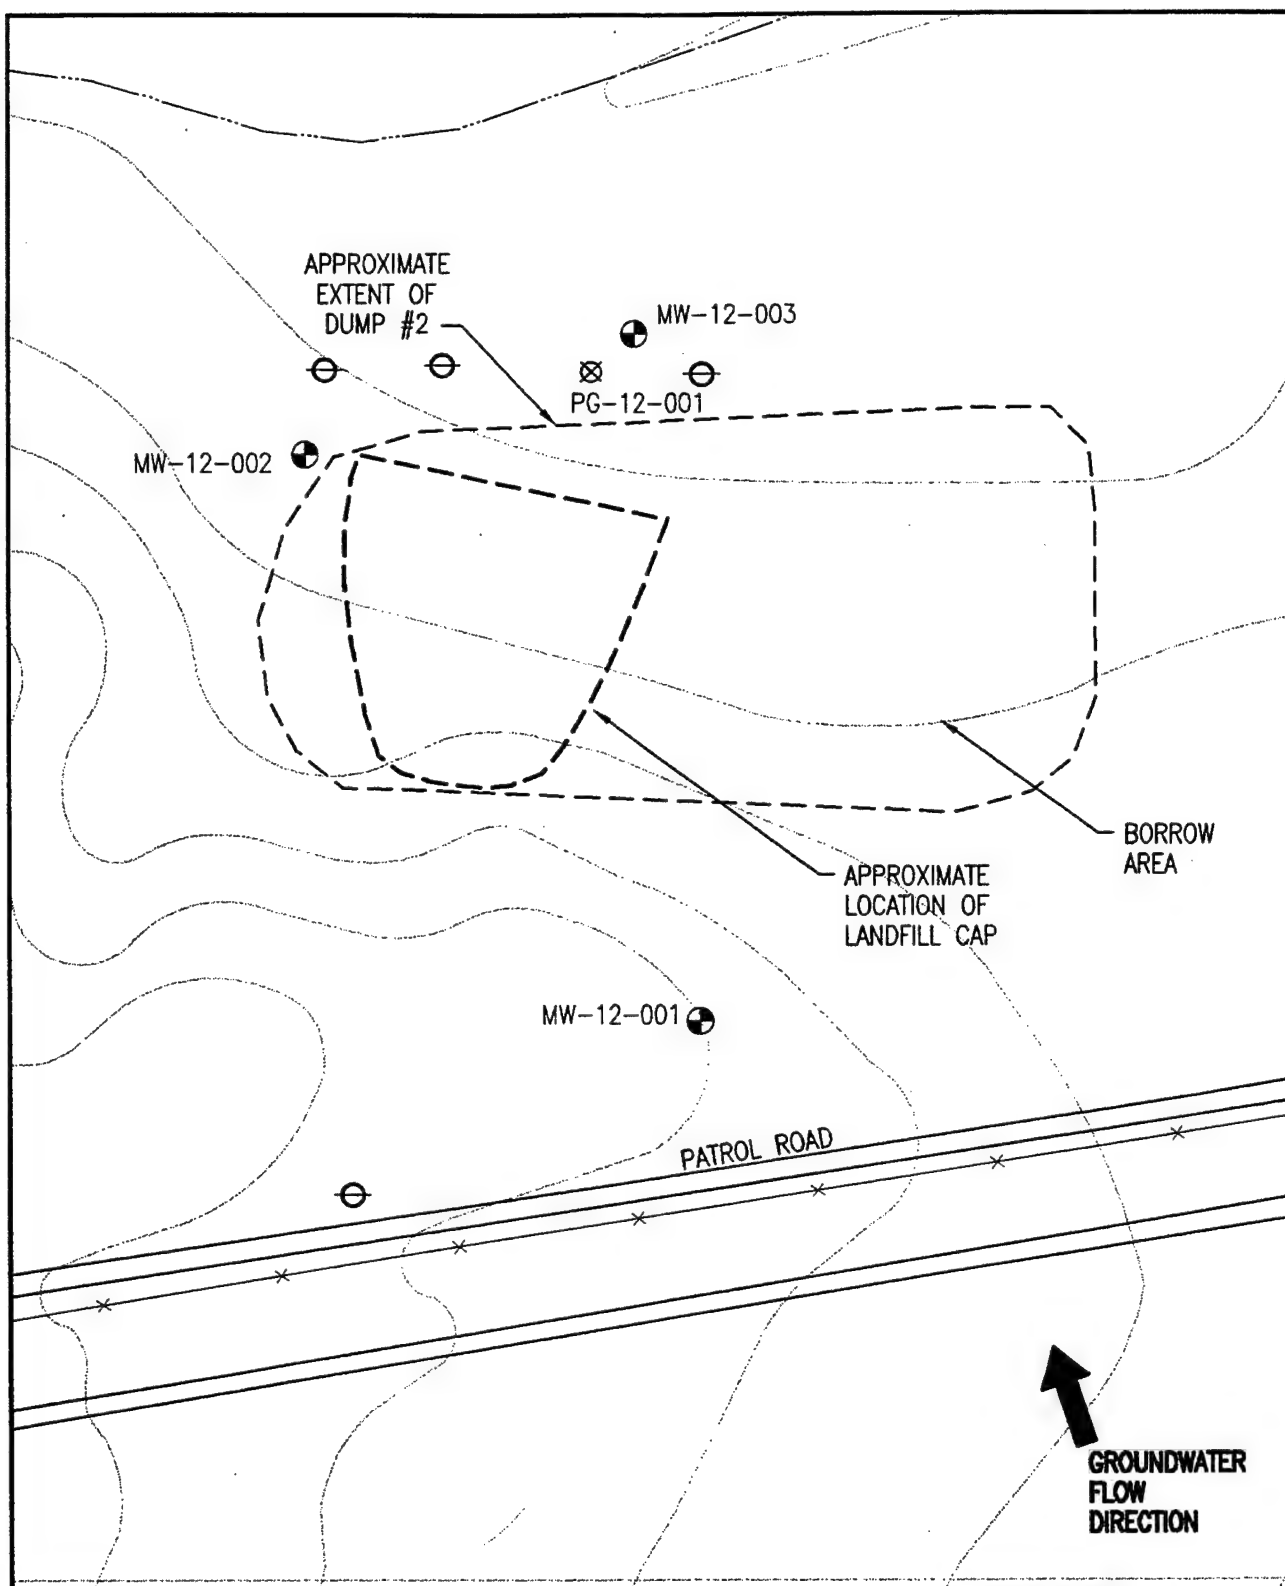 APPROXIMATE
EXTENT OF
DUMP #2
MW-12-003
PG-12-001
MW-12-002
BORROW
AREA
APPROXIMATE
LOCATION OF
LANDFILL CAP
MW-12-001
PATROL ROAD
GROUNDWATER
FLOW
DIRECTION